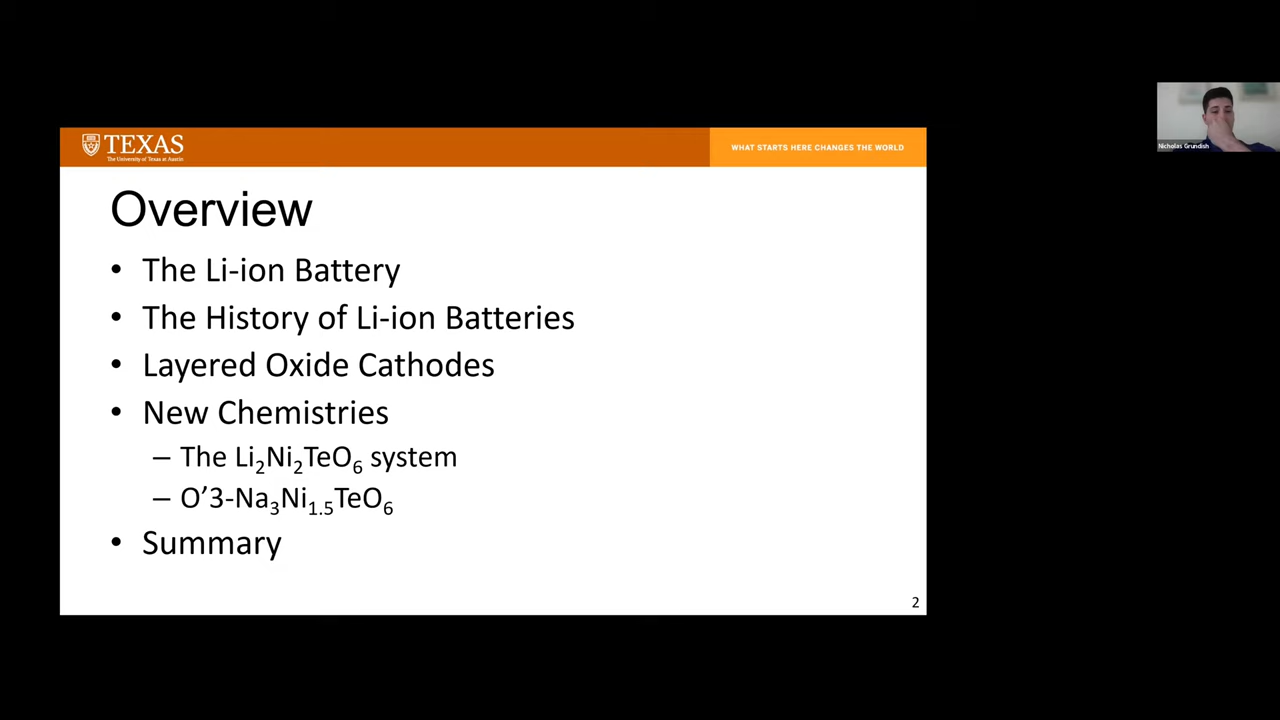 TEXAS
The University of Texas at Austin
WHAT STARTS HERE CHANGES THE WORLD
Overview
• The Li-ion Battery
• The History of Li-ion Batteries
• Layered Oxide Cathodes
• New Chemistries
– The Li₂Ni₂TeO₆ system
– O’3-Na₃Ni₁.₅TeO₆
• Summary
2
Nicholas Grundish